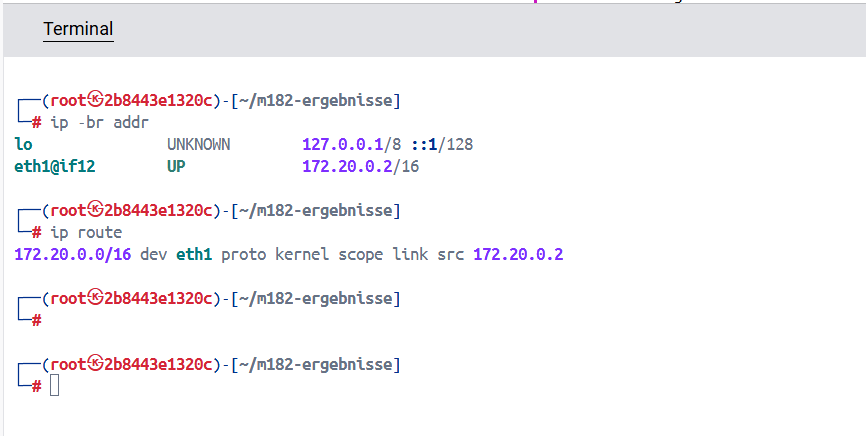 Terminal
┌──(root㉿2b8443e1320c)-[~/m182-ergebnisse]
└─# ip -br addr
lo               UNKNOWN        127.0.0.1/8 ::1/128
eth1@if12        UP             172.20.0.2/16
┌──(root㉿2b8443e1320c)-[~/m182-ergebnisse]
└─# ip route
172.20.0.0/16 dev eth1 proto kernel scope link src 172.20.0.2
┌──(root㉿2b8443e1320c)-[~/m182-ergebnisse]
└─#
┌──(root㉿2b8443e1320c)-[~/m182-ergebnisse]
└─#